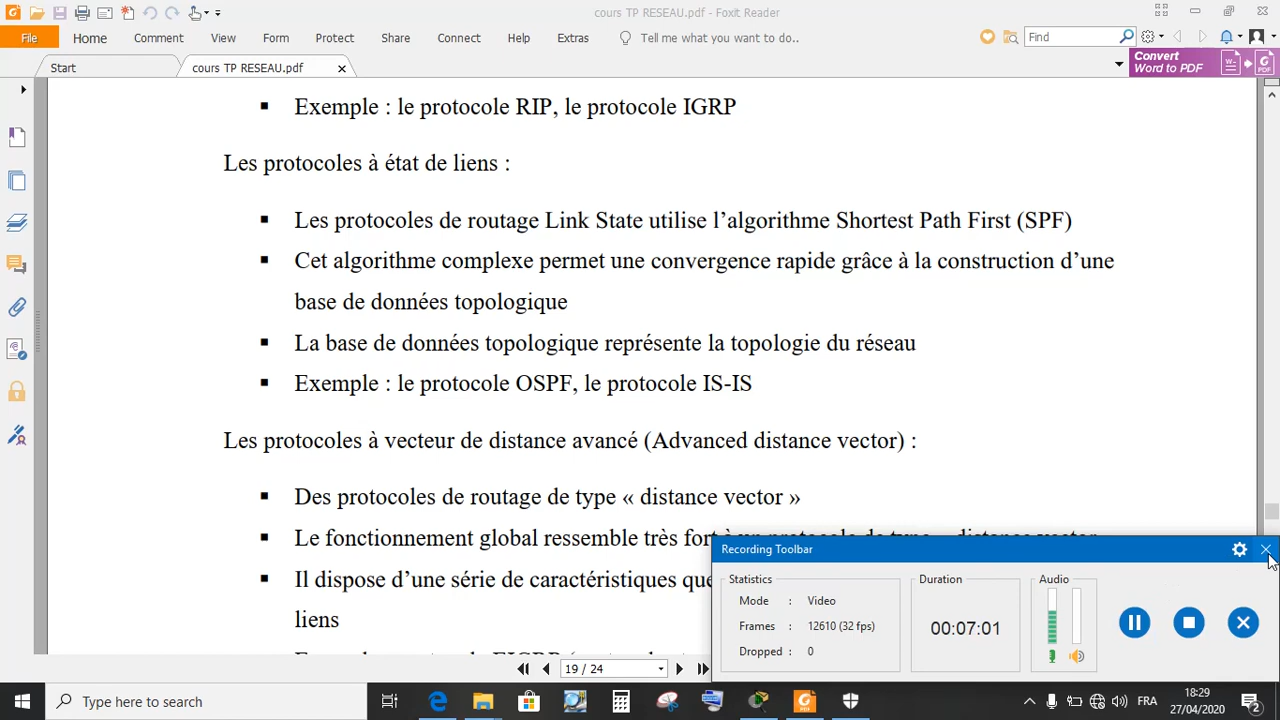 cours TP RESEAU.pdf - Foxit Reader
File Home Comment View Form Protect Share Connect Help Extras Tell me what you want to do.. Find
Start cours TP RESEAU.pdf
Convert
Word to PDF
Exemple : le protocole RIP, le protocole IGRP
Les protocoles à état de liens :
Les protocoles de routage Link State utilise l’algorithme Shortest Path First (SPF)
Cet algorithme complexe permet une convergence rapide grâce à la construction d’une
base de données topologique
La base de données topologique représente la topologie du réseau
Exemple : le protocole OSPF, le protocole IS-IS
Les protocoles à vecteur de distance avancé (Advanced distance vector) :
Des protocoles de routage de type « distance vector »
Le fonctionnement global ressemble très fort
Il dispose d’une série de caractéristiques que
liens
Recording Toolbar
Statistics
Mode : Video
Frames : 12610 (32 fps)
Dropped : 0
Duration
00:07:01
Audio
19 / 24
Type here to search
FRA
18:29
27/04/2020
2